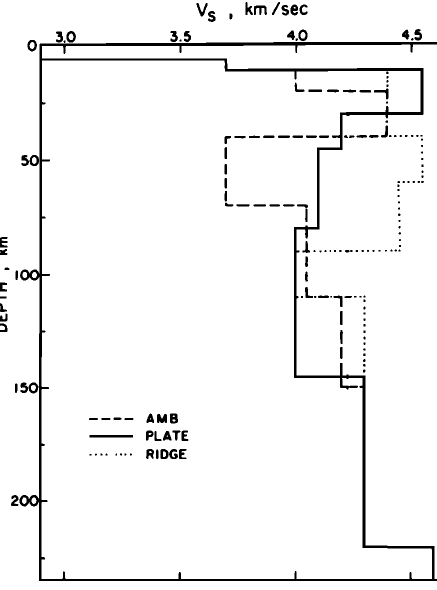 Vs , km/sec
3.0 3.5 4.0 4.5
0
50
100
150
200
DEPTH , km
AMB
PLATE
RIDGE